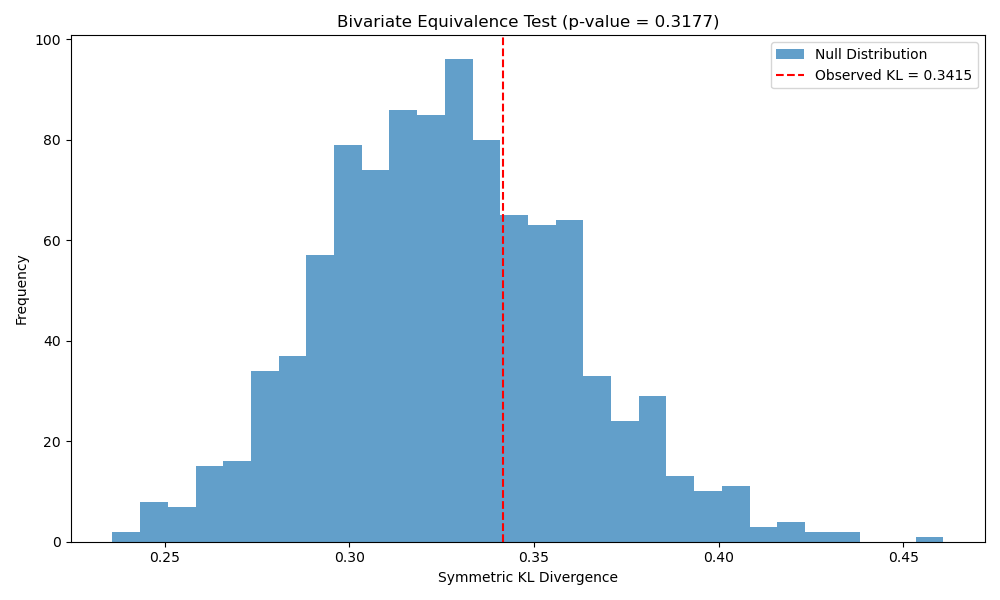 Bivariate Equivalence Test (p-value = 0.3177)
Null Distribution
Observed KL = 0.3415
Frequency
100
80
60
40
20
0
0.25
0.30
0.35
0.40
0.45
Symmetric KL Divergence